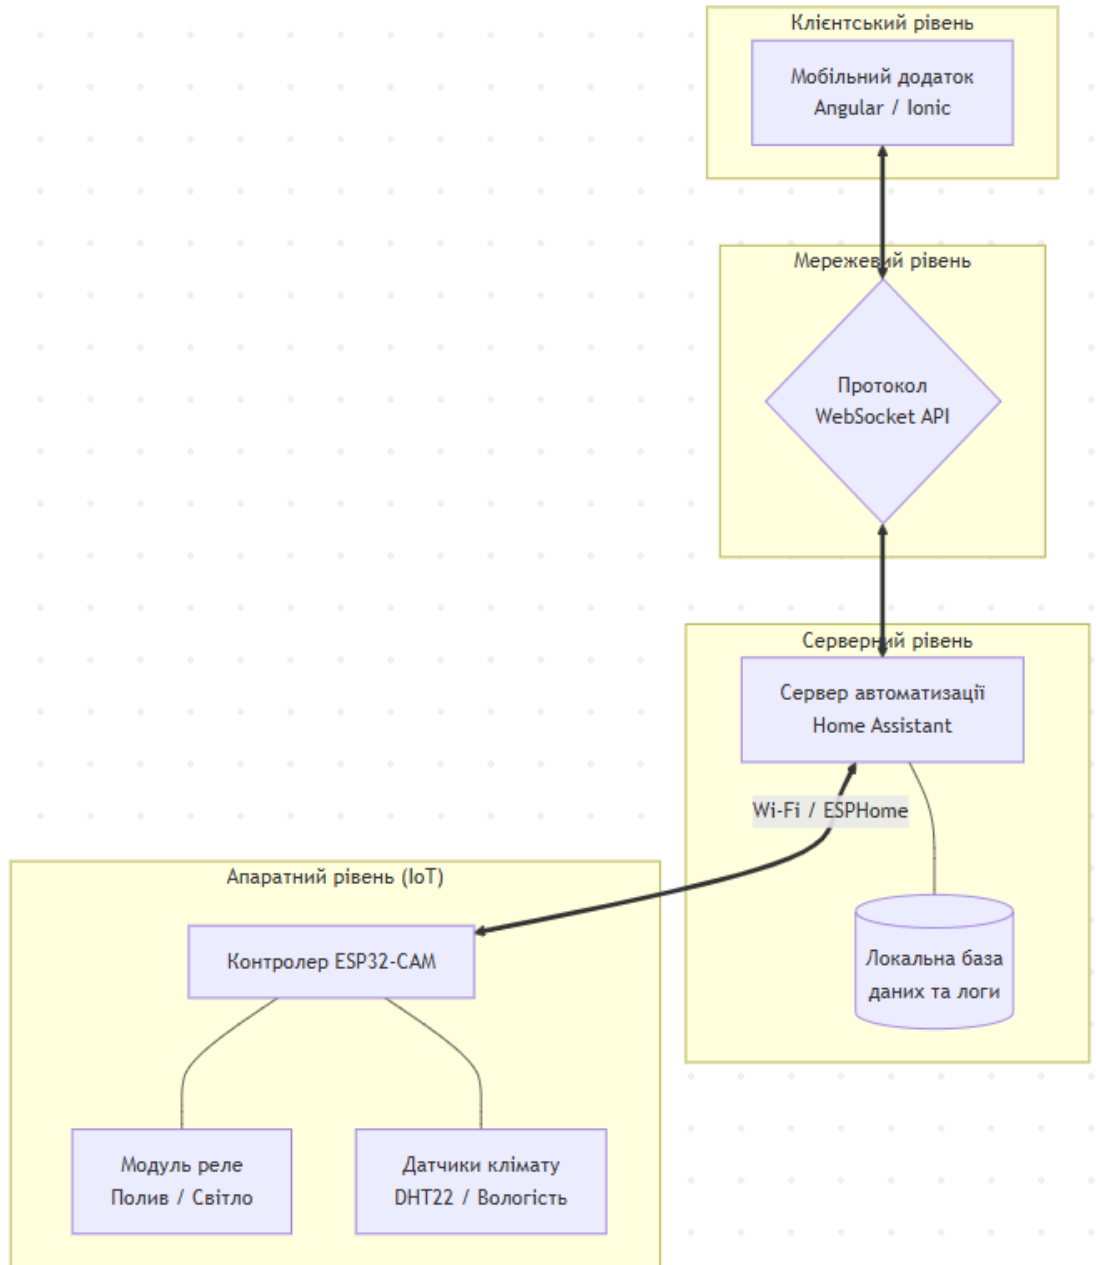 Клієнтський рівень
Мобільний додаток
Angular / Ionic
Мережевий рівень
Протокол
WebSocket API
Серверний рівень
Сервер автоматизації
Home Assistant
Wi-Fi / ESPHome
Локальна база
даних та логи
Апаратний рівень (IoT)
Контролер ESP32-CAM
Модуль реле
Полив / Світло
Датчики клімату
DHT22 / Вологість